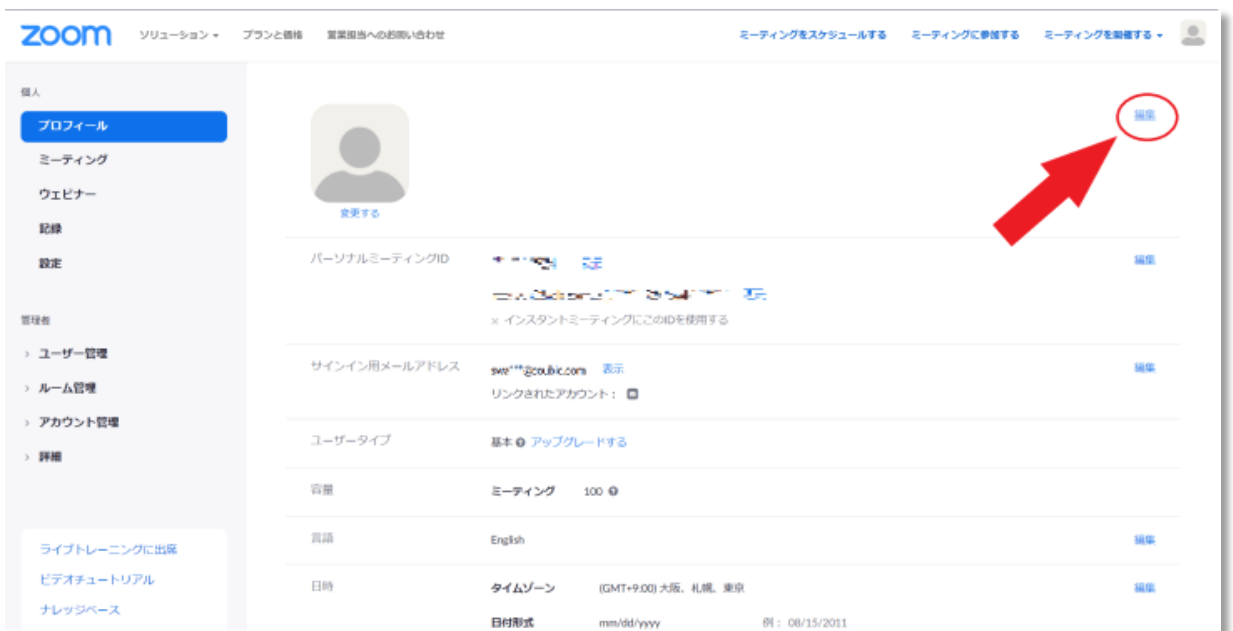 zoom ソリューション プランと価格 営業担当へのお問い合わせ ミーティングをスケジュールする ミーティングに参加する ミーティングを開催する
個人
プロフィール
ミーティング
ウェビナー
記録
設定
管理者
ユーザー管理
ルーム管理
アカウント管理
詳細
ライブトレーニングに出席
ビデオチュートリアル
ナレッジベース
編集
変更する
パーソナルミーティングID 表示 編集
表示
× インスタントミーティングにこのIDを使用する
サインイン用メールアドレス swe***@coubic.com 表示 編集
リンクされたアカウント：
ユーザータイプ 基本 アップグレードする
容量 ミーティング 100
言語 English 編集
日時 タイムゾーン (GMT+9:00) 大阪、札幌、東京 編集
日付形式 mm/dd/yyyy 例： 08/15/2011